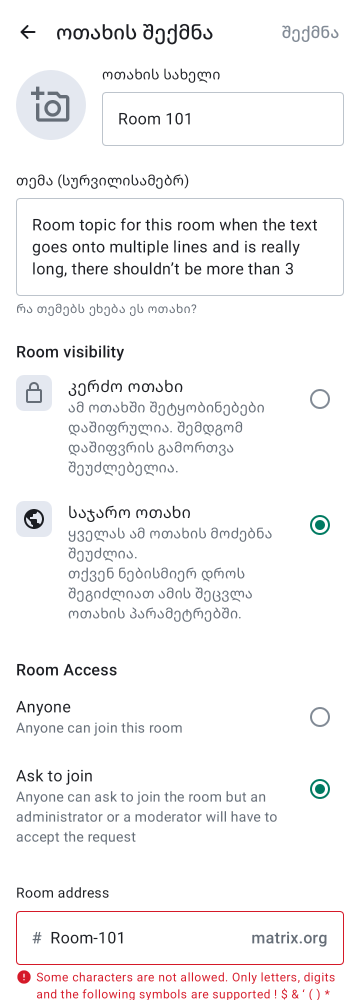 ოთახის შექმნა
შექმნა
ოთახის სახელი
Room 101
თემა (სურვილისამებრ)
Room topic for this room when the text
goes onto multiple lines and is really
long, there shouldn’t be more than 3
რა თემებს ეხება ეს ოთახი?
Room visibility
კერძო ოთახი
ამ ოთახში შეტყობინებები
დაშიფრულია. შემდგომ
დაშიფვრის გამორთვა
შეუძლებელია.
საჯარო ოთახი
ყველას ამ ოთახის მოძებნა
შეუძლია.
თქვენ ნებისმიერ დროს
შეგიძლიათ ამის შეცვლა
ოთახის პარამეტრებში.
Room Access
Anyone
Anyone can join this room
Ask to join
Anyone can ask to join the room but an
administrator or a moderator will have to
accept the request
Room address
# Room-101 matrix.org
Some characters are not allowed. Only letters, digits
and the following symbols are supported ! $ & ‘ ( ) *